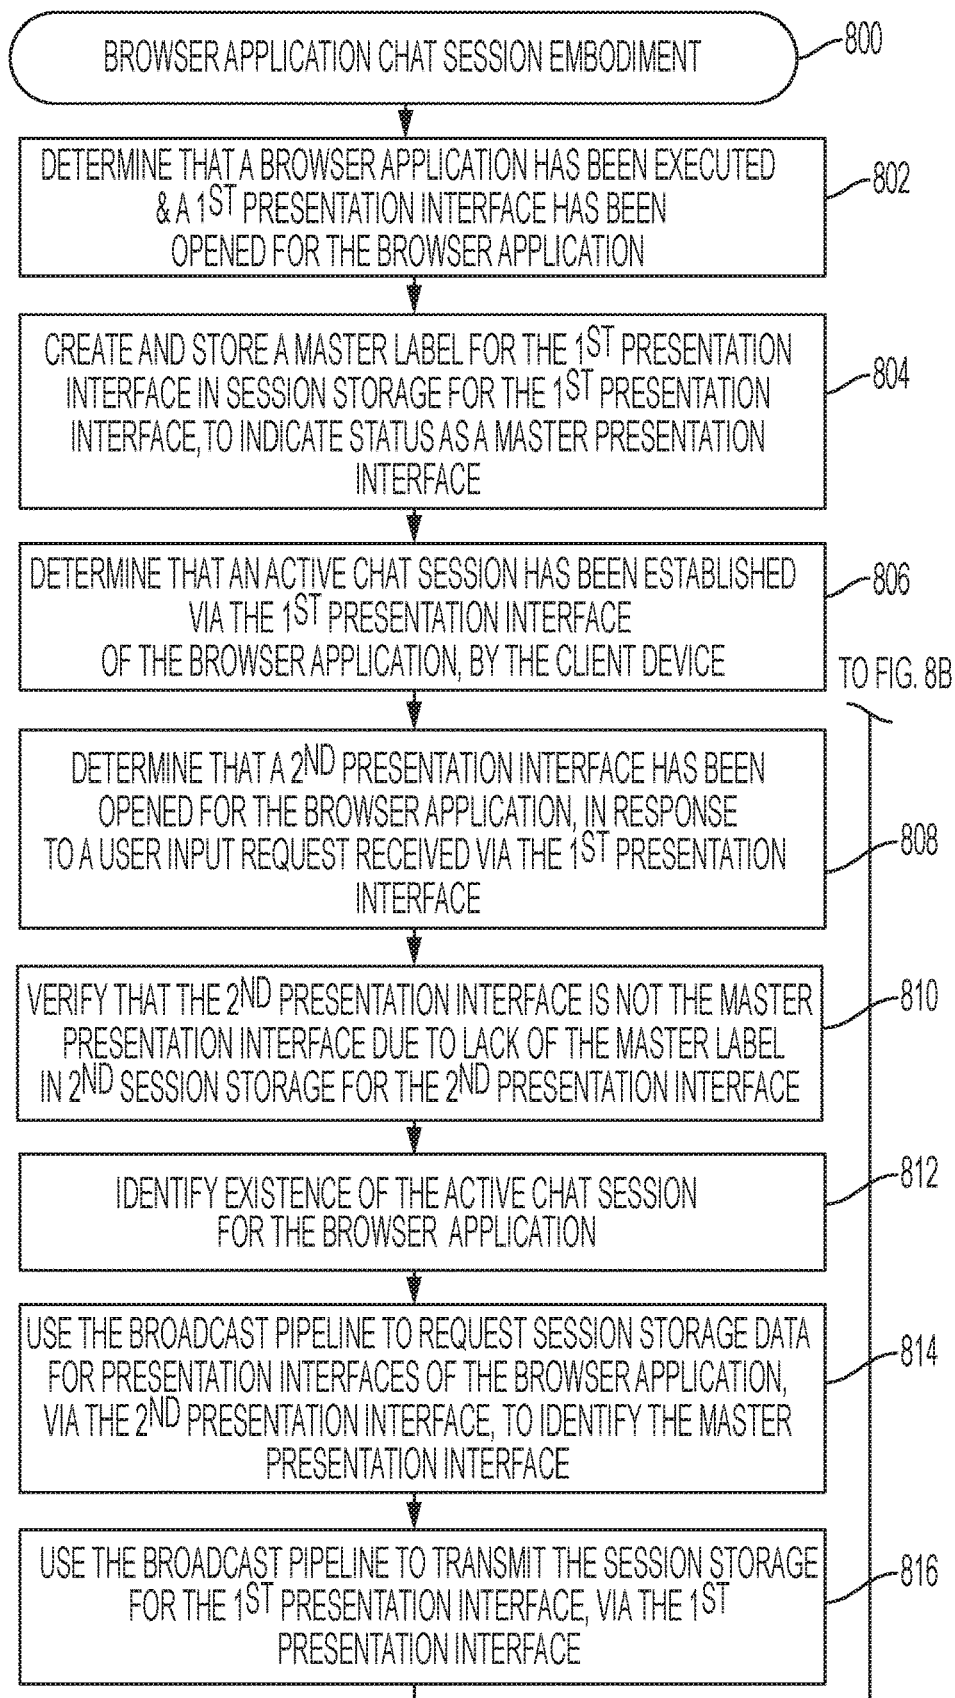 BROWSER APPLICATION CHAT SESSION EMBODIMENT
800
DETERMINE THAT A BROWSER APPLICATION HAS BEEN EXECUTED
& A 1ST PRESENTATION INTERFACE HAS BEEN
OPENED FOR THE BROWSER APPLICATION
802
CREATE AND STORE A MASTER LABEL FOR THE 1ST PRESENTATION
INTERFACE IN SESSION STORAGE FOR THE 1ST PRESENTATION
INTERFACE, TO INDICATE STATUS AS A MASTER PRESENTATION
INTERFACE
804
DETERMINE THAT AN ACTIVE CHAT SESSION HAS BEEN ESTABLISHED
VIA THE 1ST PRESENTATION INTERFACE
OF THE BROWSER APPLICATION, BY THE CLIENT DEVICE
806
TO FIG. 8B
DETERMINE THAT A 2ND PRESENTATION INTERFACE HAS BEEN
OPENED FOR THE BROWSER APPLICATION, IN RESPONSE
TO A USER INPUT REQUEST RECEIVED VIA THE 1ST PRESENTATION
INTERFACE
808
VERIFY THAT THE 2ND PRESENTATION INTERFACE IS NOT THE MASTER
PRESENTATION INTERFACE DUE TO LACK OF THE MASTER LABEL
IN 2ND SESSION STORAGE FOR THE 2ND PRESENTATION INTERFACE
810
IDENTIFY EXISTENCE OF THE ACTIVE CHAT SESSION
FOR THE BROWSER APPLICATION
812
USE THE BROADCAST PIPELINE TO REQUEST SESSION STORAGE DATA
FOR PRESENTATION INTERFACES OF THE BROWSER APPLICATION,
VIA THE 2ND PRESENTATION INTERFACE, TO IDENTIFY THE MASTER
PRESENTATION INTERFACE
814
USE THE BROADCAST PIPELINE TO TRANSMIT THE SESSION STORAGE
FOR THE 1ST PRESENTATION INTERFACE, VIA THE 1ST
PRESENTATION INTERFACE
816